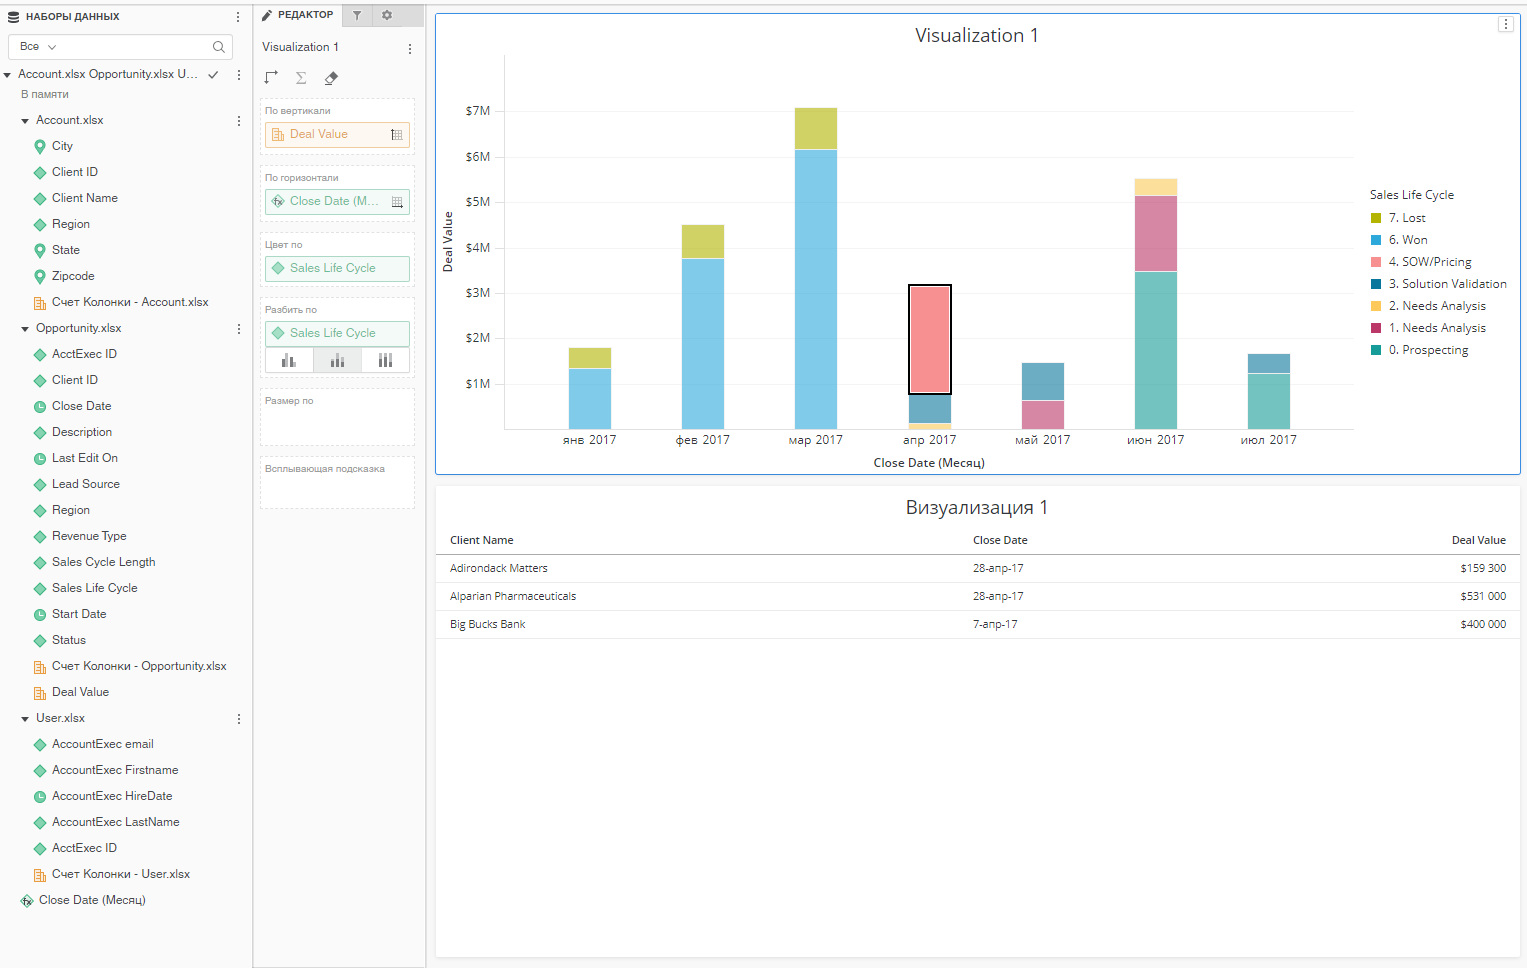 НАБОРЫ ДАННЫХ
Все
Account.xlsx Opportunity.xlsx U...
В памяти
Account.xlsx
City
Client ID
Client Name
Region
State
Zipcode
Счет Колонки - Account.xlsx
Opportunity.xlsx
AcctExec ID
Client ID
Close Date
Description
Last Edit On
Lead Source
Region
Revenue Type
Sales Cycle Length
Sales Life Cycle
Start Date
Status
Счет Колонки - Opportunity.xlsx
Deal Value
User.xlsx
AccountExec email
AccountExec Firstname
AccountExec HireDate
AccountExec LastName
AcctExec ID
Счет Колонки - User.xlsx
fx Close Date (Месяц)
РЕДАКТОР
Visualization 1
По вертикали
Deal Value
По горизонтали
fx Close Date (М...
Цвет по
Sales Life Cycle
Разбить по
Sales Life Cycle
Размер по
Всплывающая подсказка
Visualization 1
Deal Value
$7M
$6M
$5M
$4M
$3M
$2M
$1M
янв 2017
фев 2017
мар 2017
апр 2017
май 2017
июн 2017
июл 2017
Close Date (Месяц)
Sales Life Cycle
7. Lost
6. Won
4. SOW/Pricing
3. Solution Validation
2. Needs Analysis
1. Needs Analysis
0. Prospecting
Визуализация 1
Client Name Close Date Deal Value
Adirondack Matters 28-апр-17 $159 300
Alparian Pharmaceuticals 28-апр-17 $531 000
Big Bucks Bank 7-апр-17 $400 000